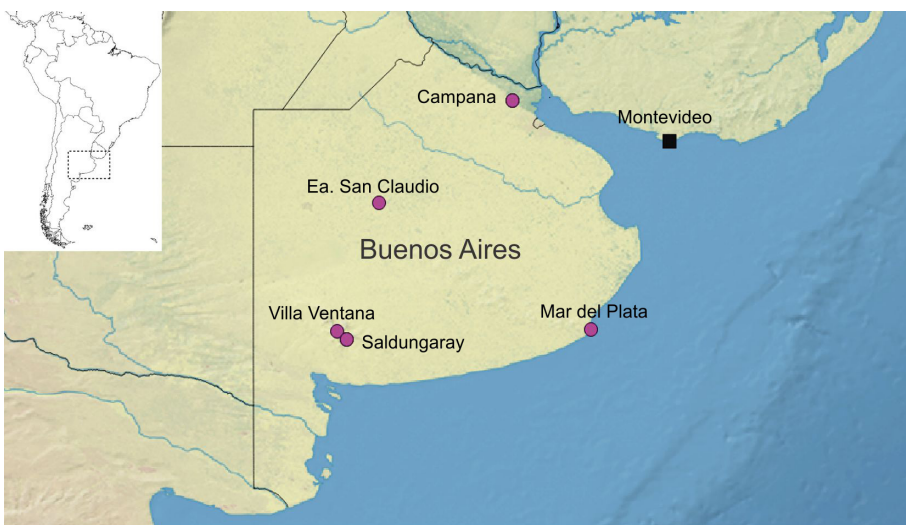 Campana
Montevideo
Ea. San Claudio
Buenos Aires
Villa Ventana
Mar del Plata
Saldungaray